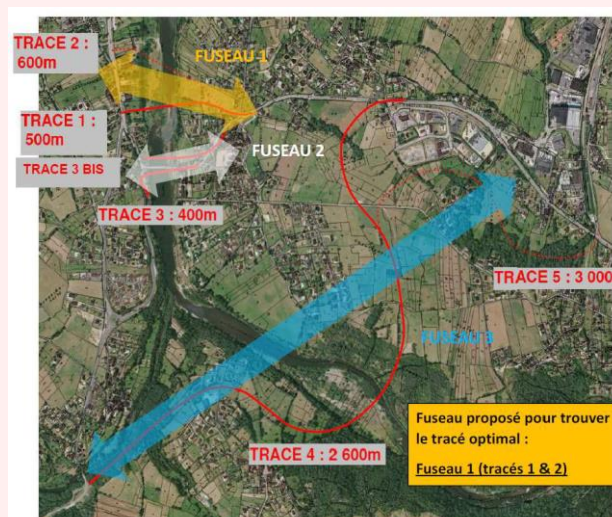 TRACE 2 :
600m
FUSEAU 1
TRACE 1 :
500m
FUSEAU 2
TRACE 3 BIS
TRACE 3 : 400m
TRACE 5 : 3 000
FUSEAU 3
TRACE 4 : 2 600m
Fuseau proposé pour trouver
le tracé optimal :
Fuseau 1 (tracés 1 & 2)